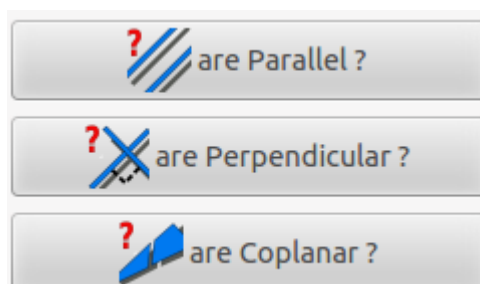 ? are Parallel ?
? are Perpendicular ?
? are Coplanar ?